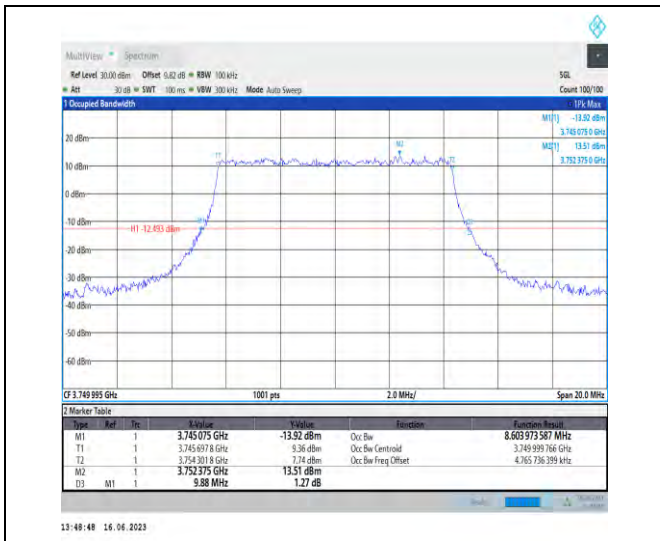 MultiView Spectrum
Ref Level 30.00 dBm Offset 9.82 dB RBW 100 kHz SGL
Att 30 dB SWT 100 ms VBW 300 kHz Mode Auto Sweep Count 100/100
1 Occupied Bandwidth 1Pk Max
M1[1] -13.92 dBm
3.745 075 0 GHz
M2[1] 13.51 dBm
3.752 375 0 GHz
20 dBm
M2
T1 T2
10 dBm
0 dBm
-10 dBm
H1 -12.493 dBm
-20 dBm
-30 dBm
-40 dBm
-50 dBm
-60 dBm
CF 3.749 995 GHz 1001 pts 2.0 MHz/ Span 20.0 MHz
2 Marker Table
Type Ref Trc X-Value Y-Value Function Function Result
M1 1 3.745 075 GHz -13.92 dBm Occ Bw 8.603 973 587 MHz
T1 1 3.745 697 8 GHz 9.36 dBm Occ Bw Centroid 3.749 999 766 GHz
T2 1 3.754 301 8 GHz 7.74 dBm Occ Bw Freq Offset 4.765 736 399 kHz
M2 1 3.752 375 GHz 13.51 dBm
D3 M1 1 9.88 MHz 1.27 dB
13:48:48 16.06.2023